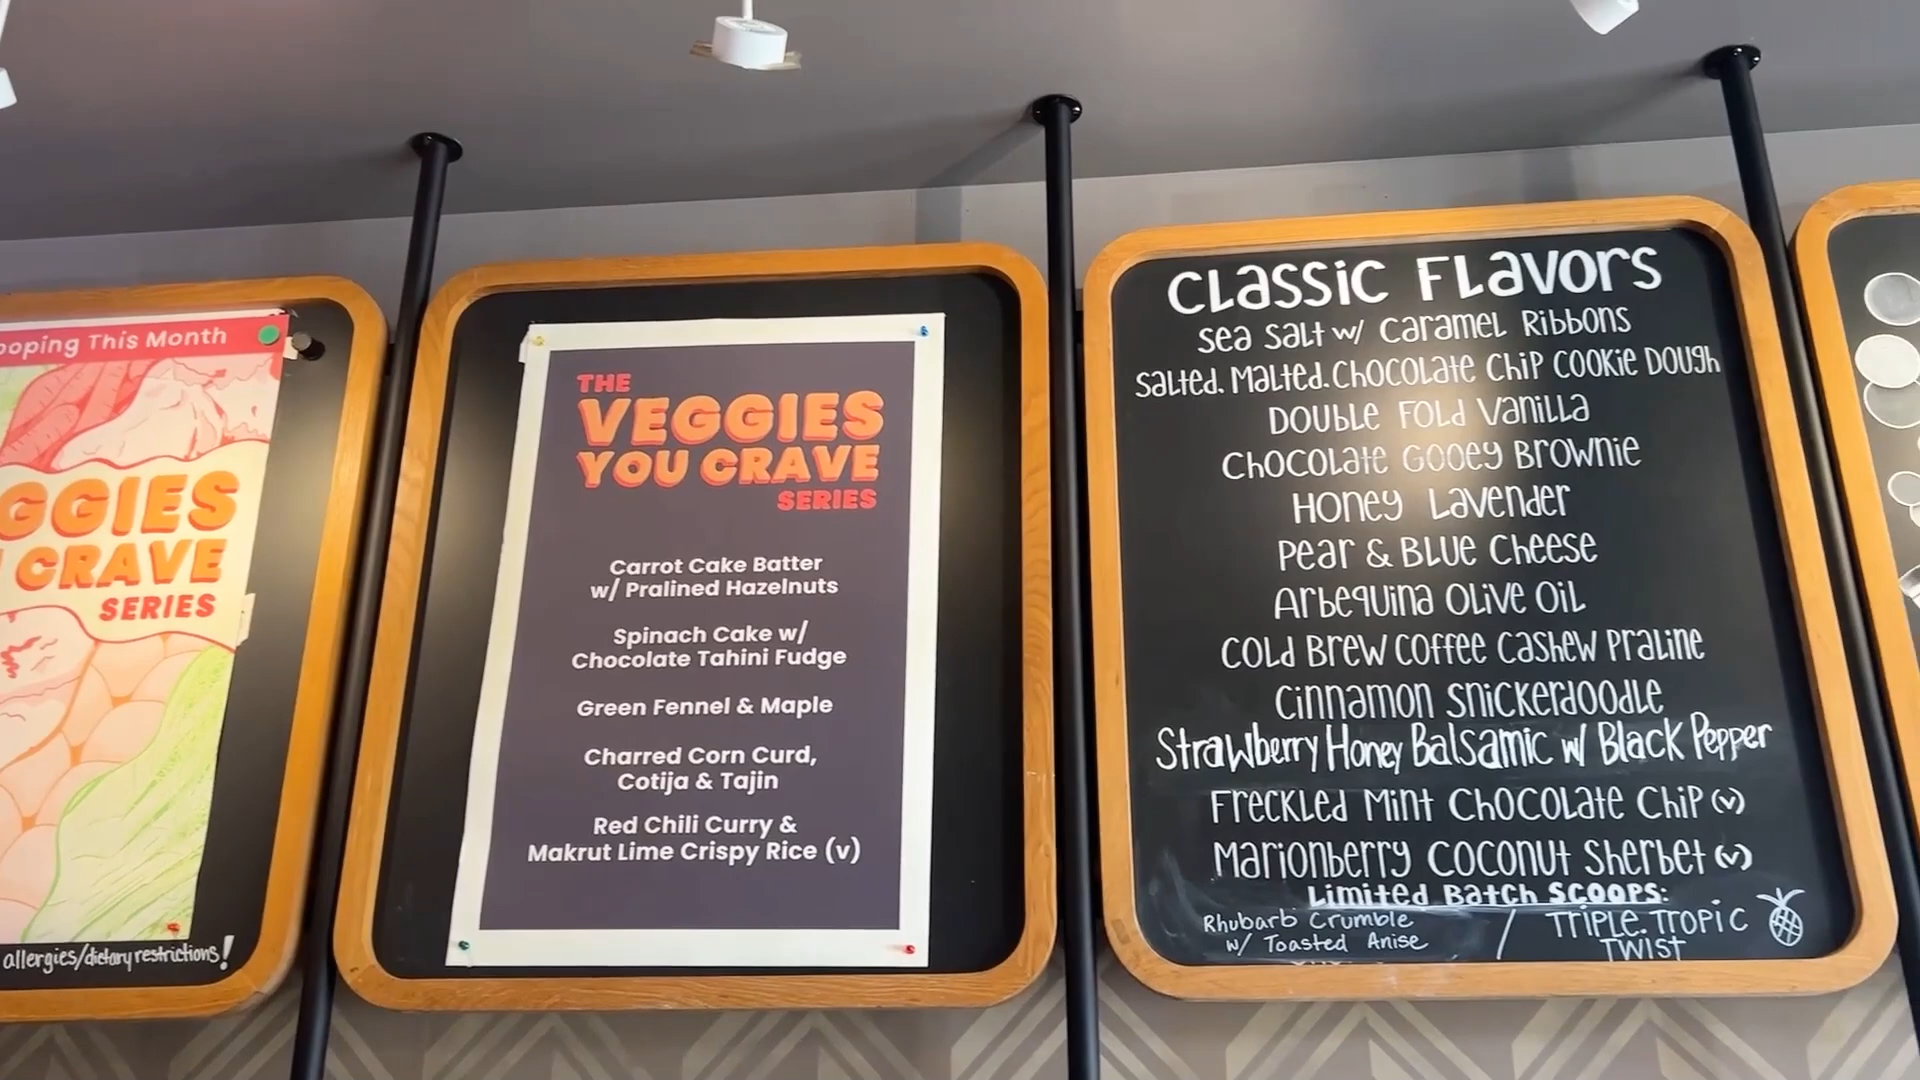 This Month
SERIES
allergies/dietary restrictions!
THE
VEGGIES
YOU CRAVE
SERIES
Carrot Cake Batter
w/ Pralined Hazelnuts
Spinach Cake w/
Chocolate Tahini Fudge
Green Fennel & Maple
Charred Corn Curd,
Cotija & Tajin
Red Chili Curry &
Makrut Lime Crispy Rice (v)
Classic Flavors
Sea Salt w/ Caramel Ribbons
Salted. Malted. Chocolate Chip Cookie Dough
Double Fold Vanilla
Chocolate Gooey Brownie
Honey Lavender
Pear & Blue Cheese
Arbequina Olive Oil
Cold Brew Coffee Cashew Praline
Cinnamon Snickerdoodle
Strawberry Honey Balsamic w/ Black Pepper
Freckled Mint Chocolate Chip (v)
Marionberry Coconut Sherbet (v)
Limited Batch Scoops:
Rhubarb Crumble
w/ Toasted Anise
/
Triple.Tropic
Twist